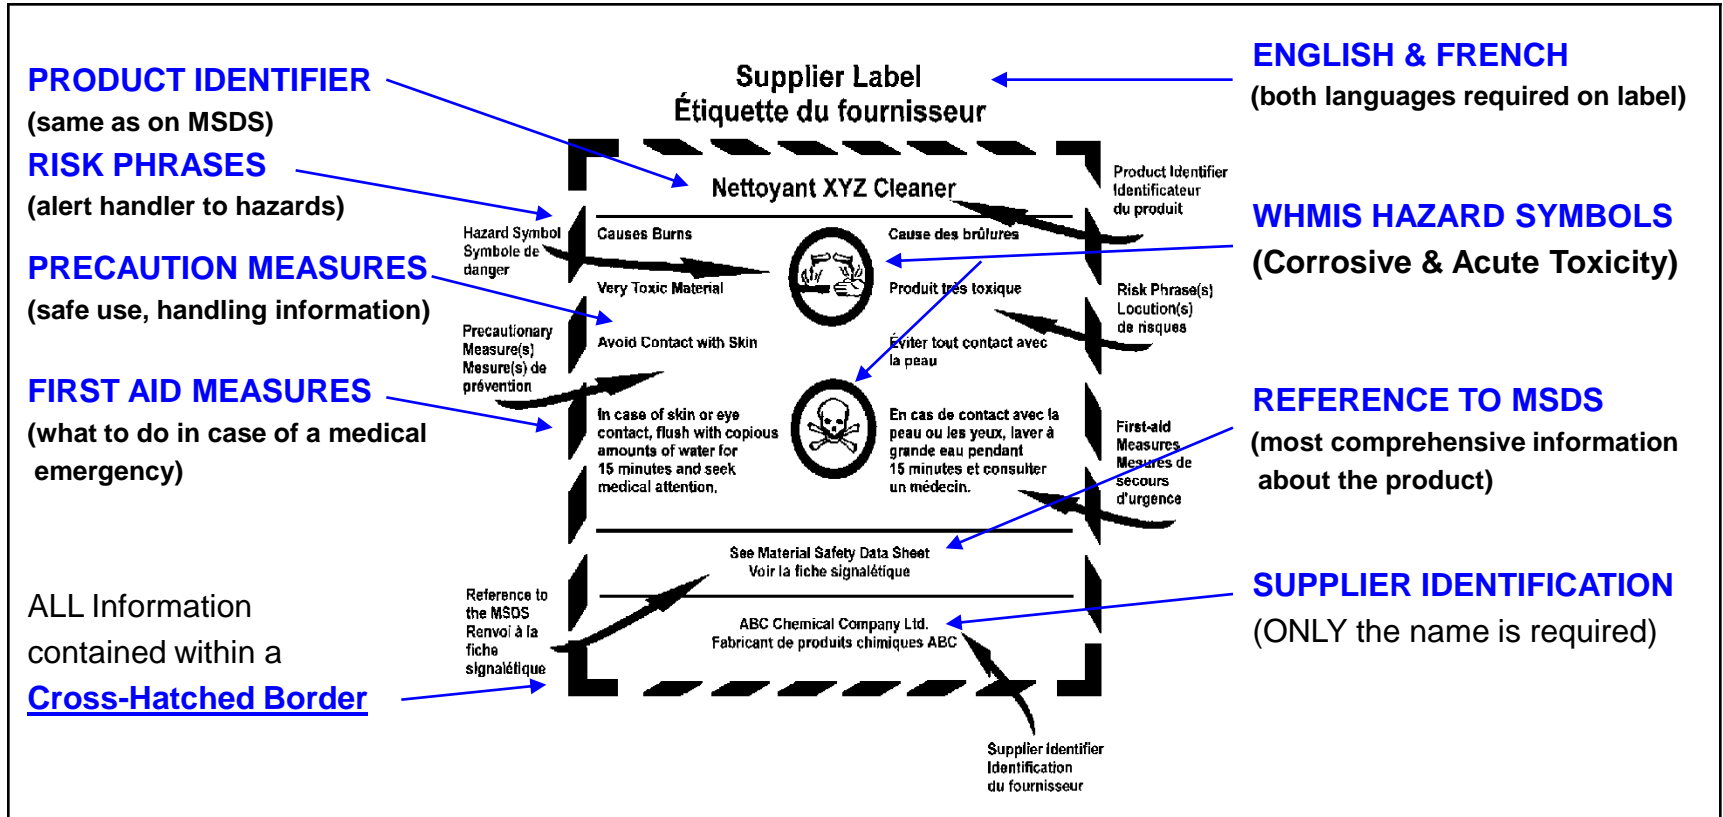 PRODUCT IDENTIFIER
(same as on MSDS)
RISK PHRASES
(alert handler to hazards)
PRECAUTION MEASURES
(safe use, handling information)
FIRST AID MEASURES
(what to do in case of a medical
emergency)
ALL Information
contained within a
Cross-Hatched Border
Supplier Label
Étiquette du fournisseur
Nettoyant XYZ Cleaner
Hazard Symbol
Symbole de
danger
Causes Burns
Very Toxic Material
Cause des brûlures
Produit très toxique
Precautionary
Measure(s)
Mesure(s) de
prévention
Avoid Contact with Skin
Éviter tout contact avec
la peau
In case of skin or eye
contact, flush with copious
amounts of water for
15 minutes and seek
medical attention.
En cas de contact avec la
peau ou les yeux, laver à
grande eau pendant
15 minutes et consulter
un médecin.
See Material Safety Data Sheet
Voir la fiche signalétique
Reference to
the MSDS
Renvoi à la
fiche
signalétique
ABC Chemical Company Ltd.
Fabricant de produits chimiques ABC
Product Identifier
Identificateur
du produit
Risk Phrase(s)
Locution(s)
de risques
First-aid
Measures
Mesures de
secours
d'urgence
Supplier Identifier
Identification
du fournisseur
ENGLISH & FRENCH
(both languages required on label)
WHMIS HAZARD SYMBOLS
(Corrosive & Acute Toxicity)
REFERENCE TO MSDS
(most comprehensive information
about the product)
SUPPLIER IDENTIFICATION
(ONLY the name is required)